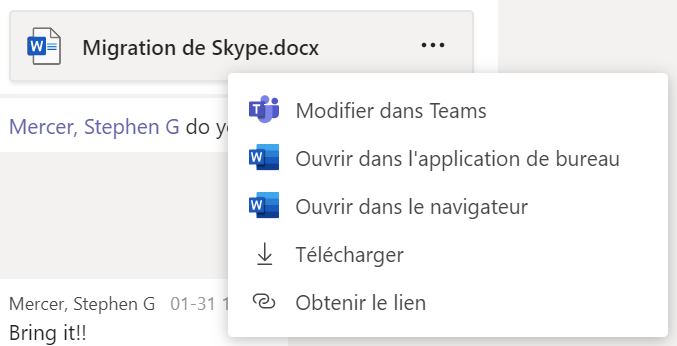 Migration de Skype.docx
Modifier dans Teams
Mercer, Stephen G do
Ouvrir dans l'application de bureau
Ouvrir dans le navigateur
Télécharger
Mercer, Stephen G 01-31
Obtenir le lien
Bring it!!